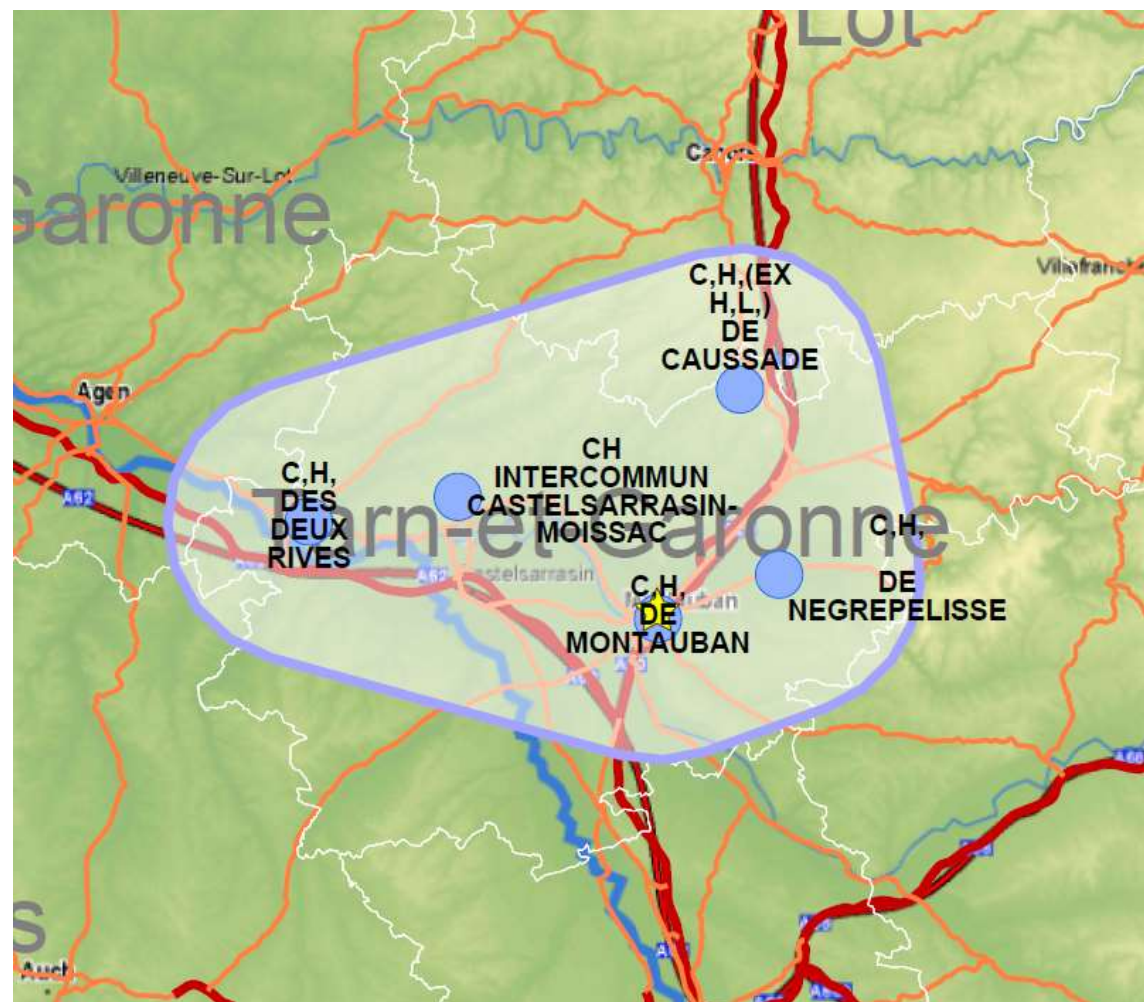 Lot
Villeneuve-Sur-Lot
Cahors
Garonne
Villefranche
C,H,(EX
H,L,)
DE
CAUSSADE
Agen
CH
INTERCOMMUN
CASTELSARRASIN-
MOISSAC
C,H,
DES
DEUX
RIVES
A62
Tarn-et Garonne
C,H,
DE
NEGREPELISSE
A62
Castelsarrasin
C,H,
DE
MONTAUBAN
Montauban
A68
s
Auch